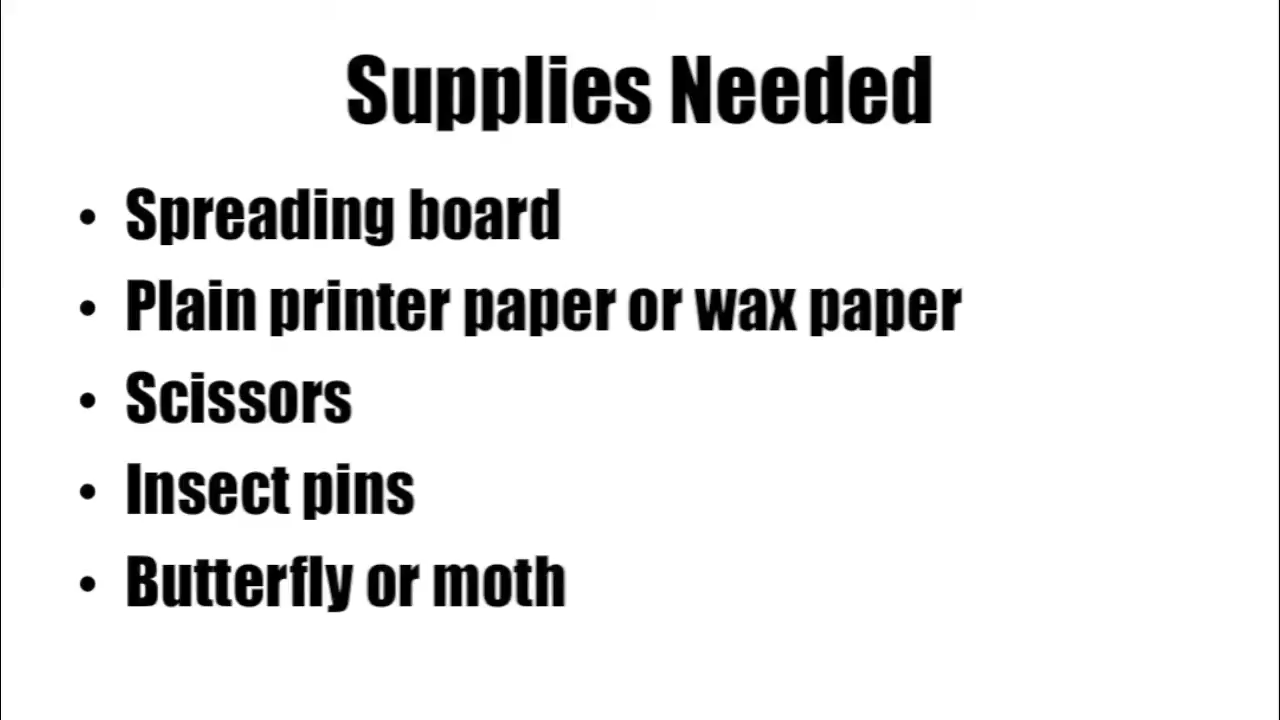 Supplies Needed
• Spreading board
• Plain printer paper or wax paper
• Scissors
• Insect pins
• Butterfly or moth